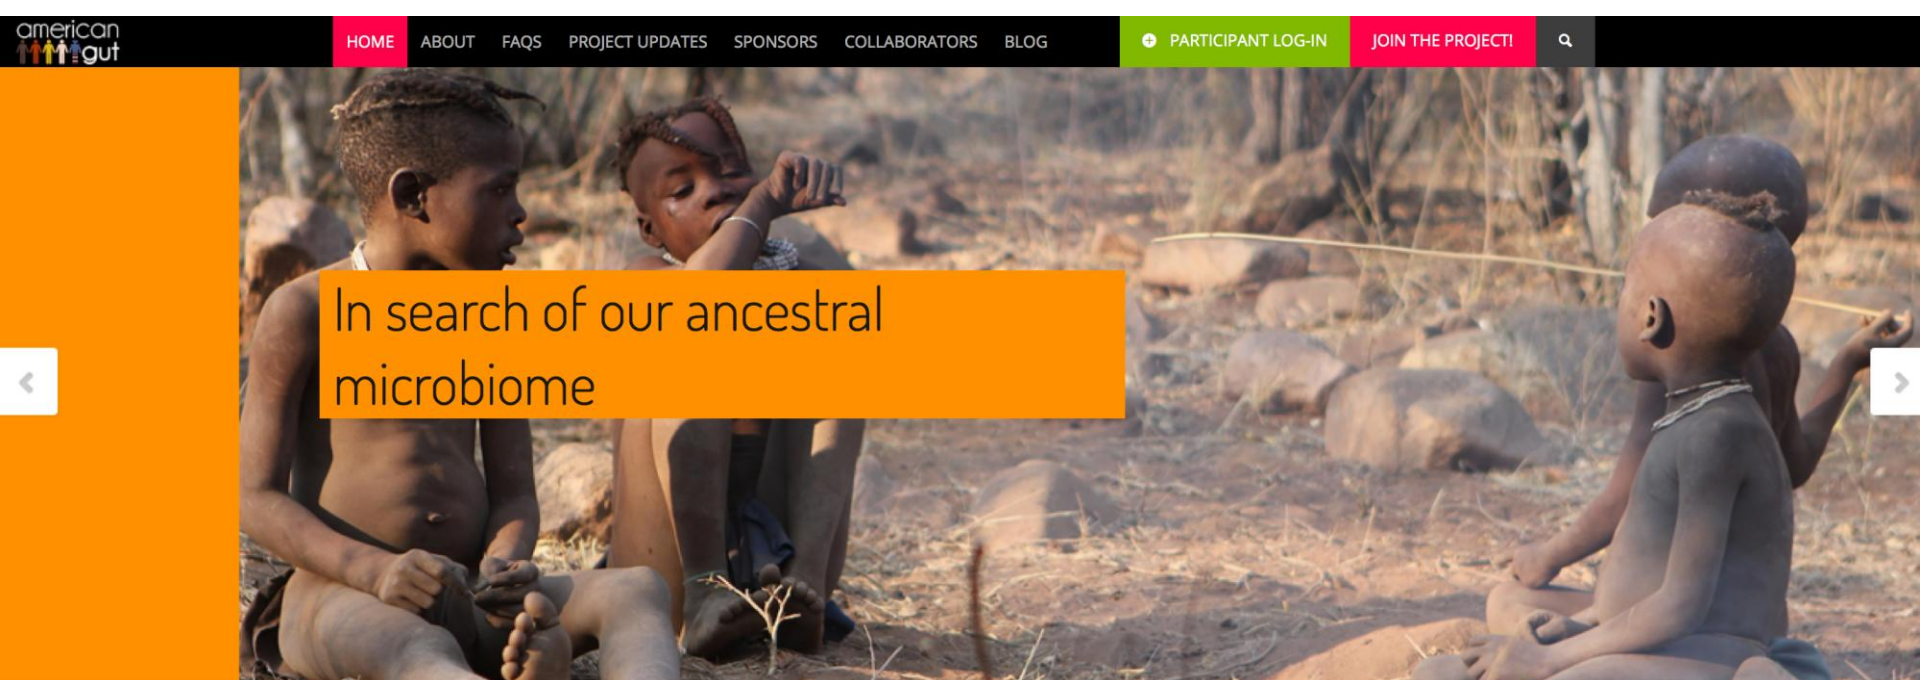 american
gut
HOME ABOUT FAQS PROJECT UPDATES SPONSORS COLLABORATORS BLOG PARTICIPANT LOG-IN JOIN THE PROJECT!
In search of our ancestral
microbiome